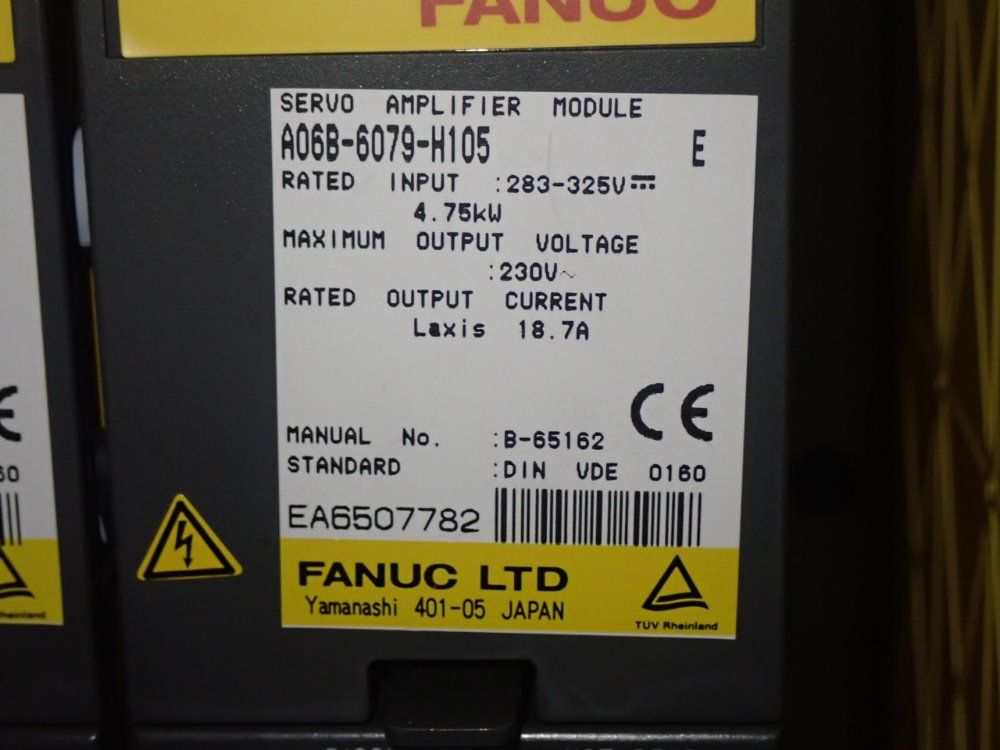 FANUC
SERVO AMPLIFIER MODULE
A06B-6079-H105 E
RATED INPUT :283-325V⎓
4.75kW
MAXIMUM OUTPUT VOLTAGE
:230V~
RATED OUTPUT CURRENT
Laxis 18.7A
CE
MANUAL No. :B-65162
STANDARD :DIN VDE 0160
EA6507782
FANUC LTD
Yamanashi 401-05 JAPAN
TÜV Rheinland